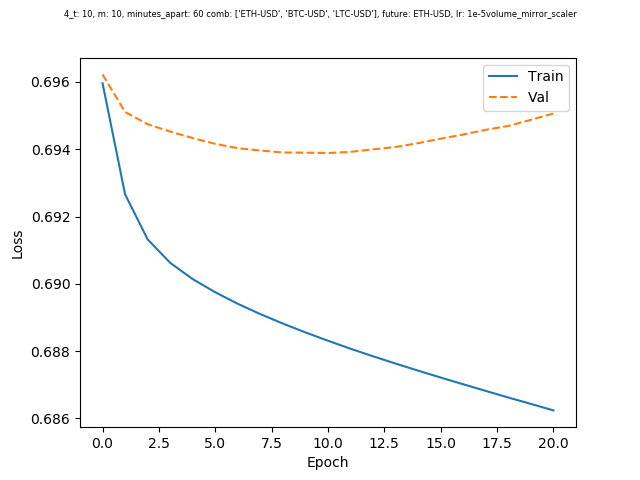 4_t: 10, m: 10, minutes_apart: 60 comb: ['ETH-USD', 'BTC-USD', 'LTC-USD'], future: ETH-USD, lr: 1e-5volume_mirror_scaler
Train
Val
0.696
0.694
0.692
0.690
0.688
0.686
Loss
0.0 2.5 5.0 7.5 10.0 12.5 15.0 17.5 20.0
Epoch